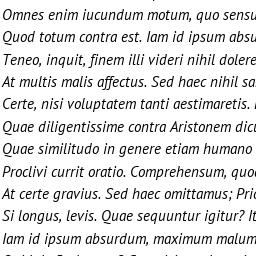 Omnes enim iucundum motum, quo sensu
Quod totum contra est. Iam id ipsum absu
Teneo, inquit, finem illi videri nihil dolere
At multis malis affectus. Sed haec nihil sa
Certe, nisi voluptatem tanti aestimaretis.
Quae diligentissime contra Aristonem dicu
Quae similitudo in genere etiam humano
Proclivi currit oratio. Comprehensum, quo
At certe gravius. Sed haec omittamus; Pri
Si longus, levis. Quae sequuntur igitur? It
Iam id ipsum absurdum, maximum malum